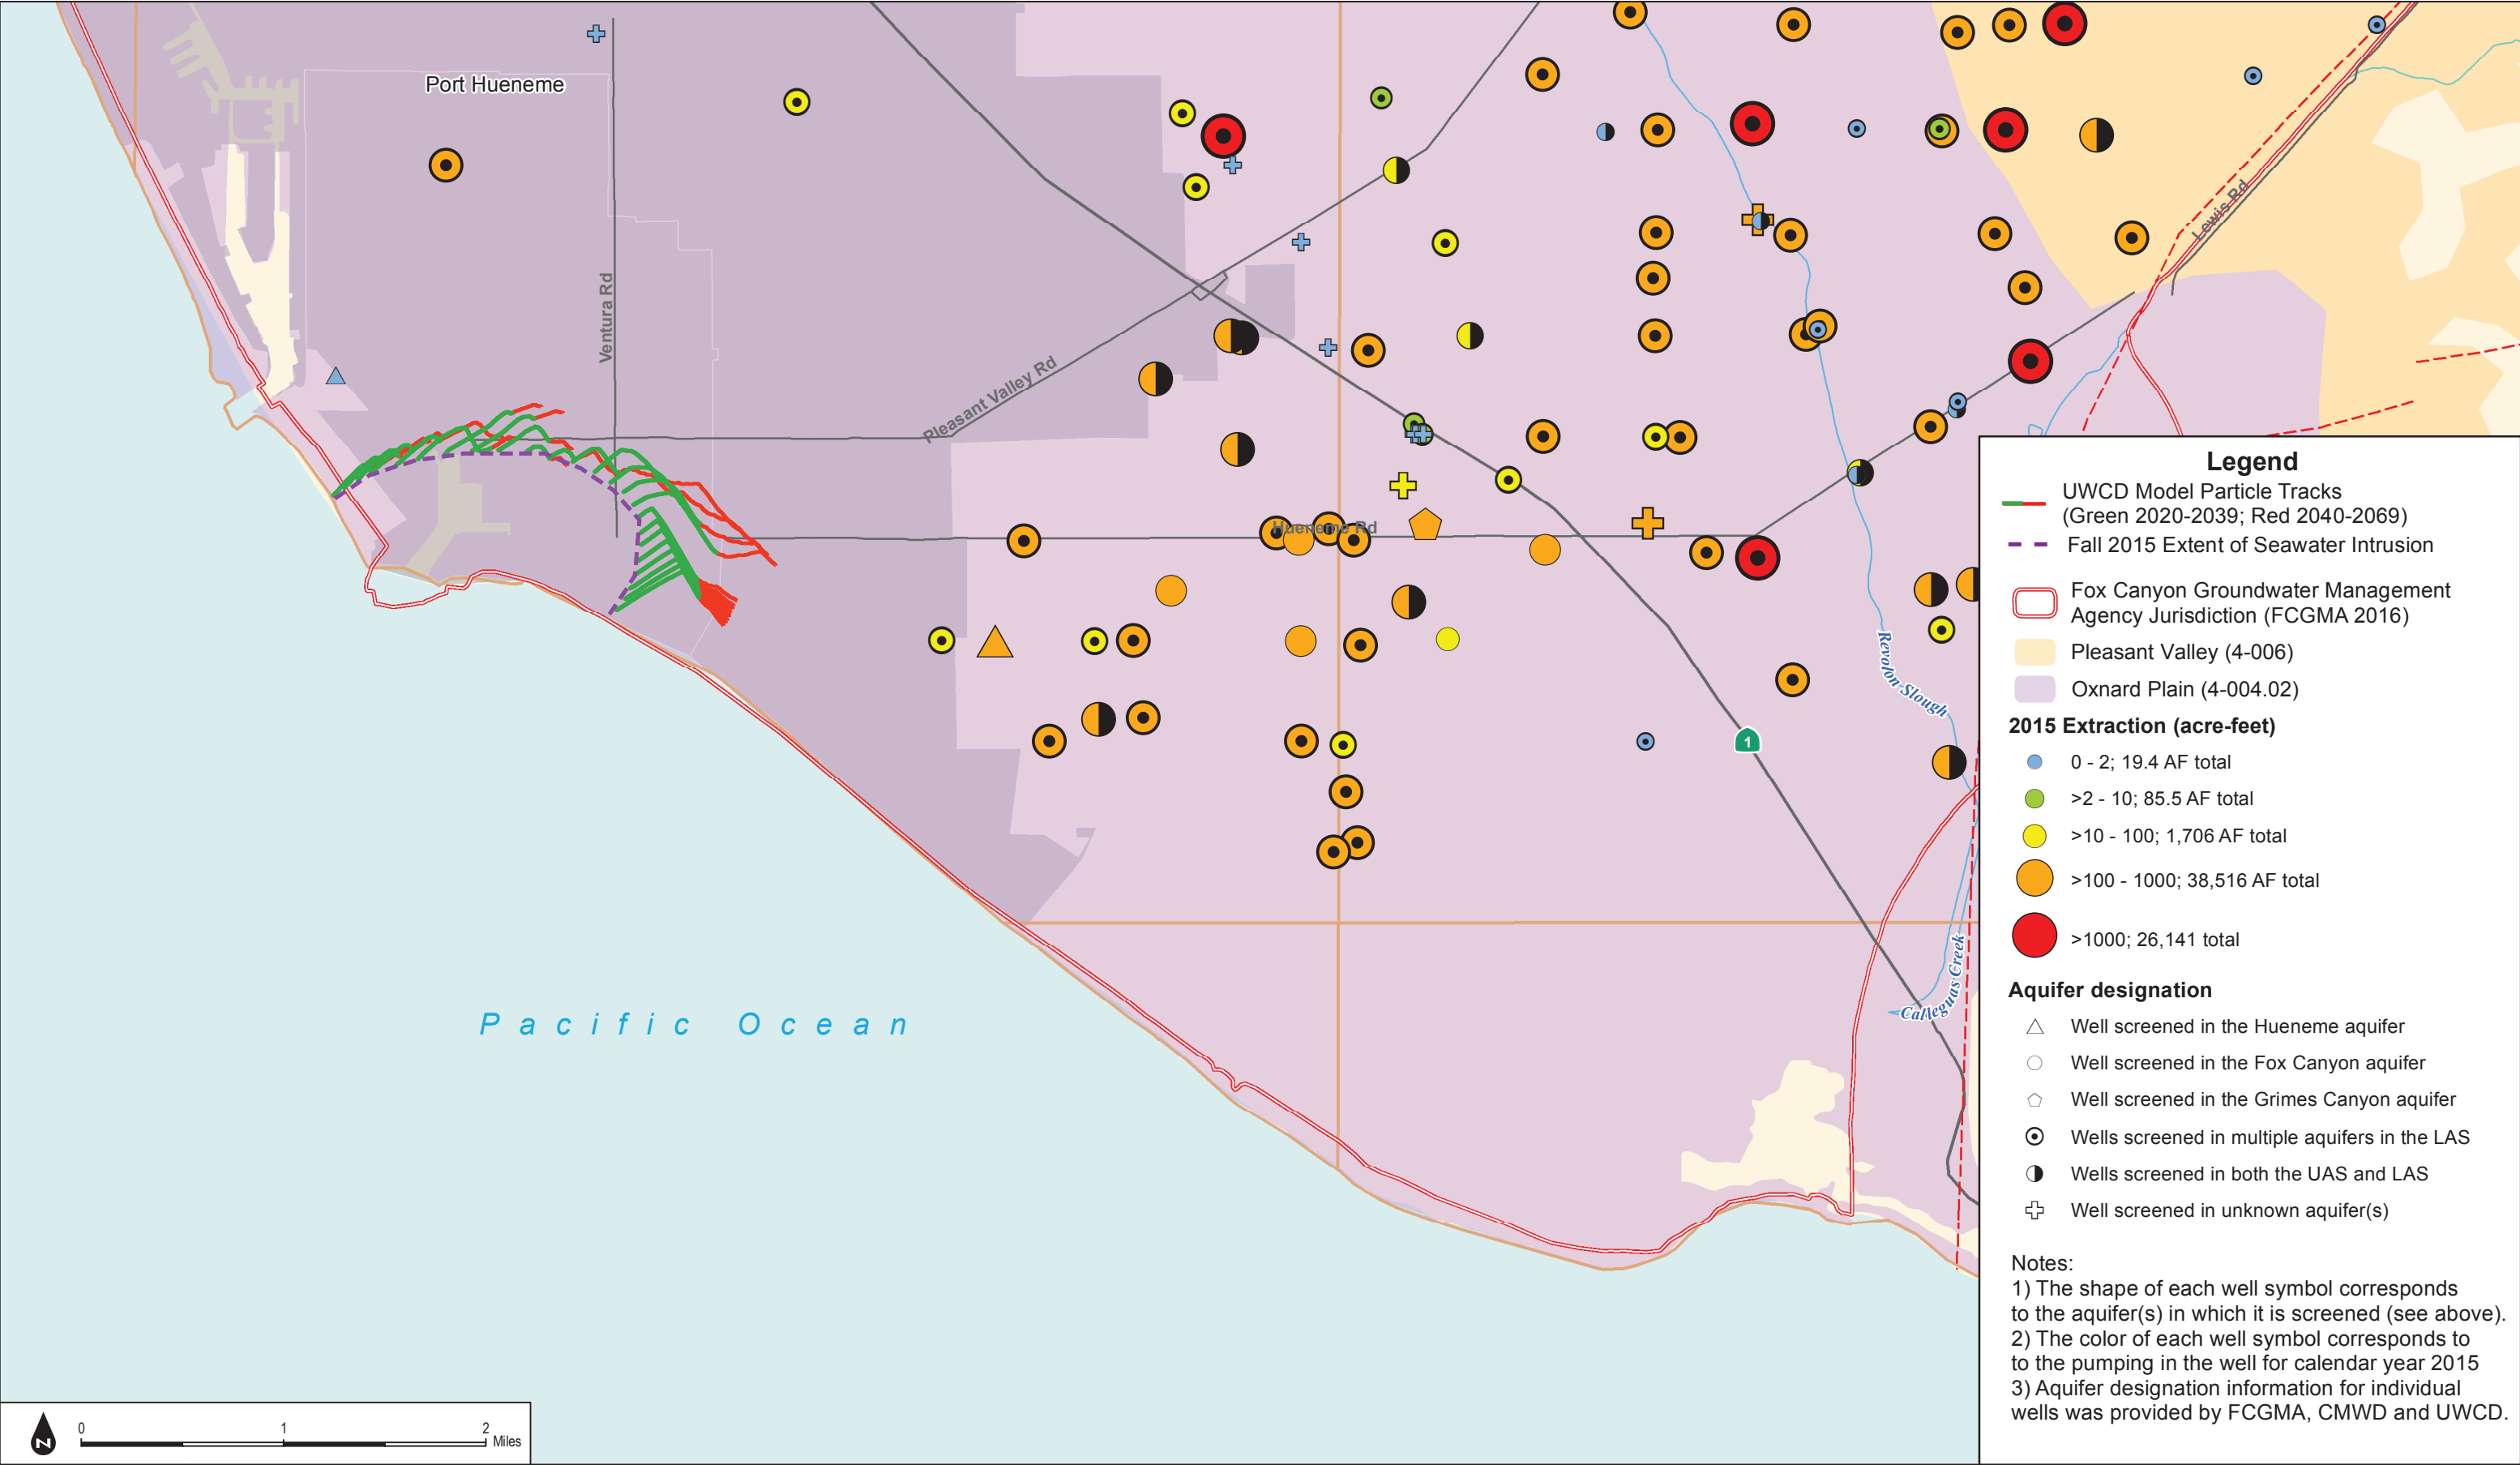 Port Hueneme
Ventura Rd
Pleasant Valley Rd
Lewis Rd
Hueneme Rd
Revolon Slough
1
Calleguas Creek
Pacific Ocean
N
0 1 2
Miles
Legend
UWCD Model Particle Tracks
(Green 2020-2039; Red 2040-2069)
Fall 2015 Extent of Seawater Intrusion
Fox Canyon Groundwater Management
Agency Jurisdiction (FCGMA 2016)
Pleasant Valley (4-006)
Oxnard Plain (4-004.02)
2015 Extraction (acre-feet)
0 - 2; 19.4 AF total
>2 - 10; 85.5 AF total
>10 - 100; 1,706 AF total
>100 - 1000; 38,516 AF total
>1000; 26,141 total
Aquifer designation
Well screened in the Hueneme aquifer
Well screened in the Fox Canyon aquifer
Well screened in the Grimes Canyon aquifer
Wells screened in multiple aquifers in the LAS
Wells screened in both the UAS and LAS
Well screened in unknown aquifer(s)
Notes:
1) The shape of each well symbol corresponds
to the aquifer(s) in which it is screened (see above).
2) The color of each well symbol corresponds to
to the pumping in the well for calendar year 2015
3) Aquifer designation information for individual
wells was provided by FCGMA, CMWD and UWCD.